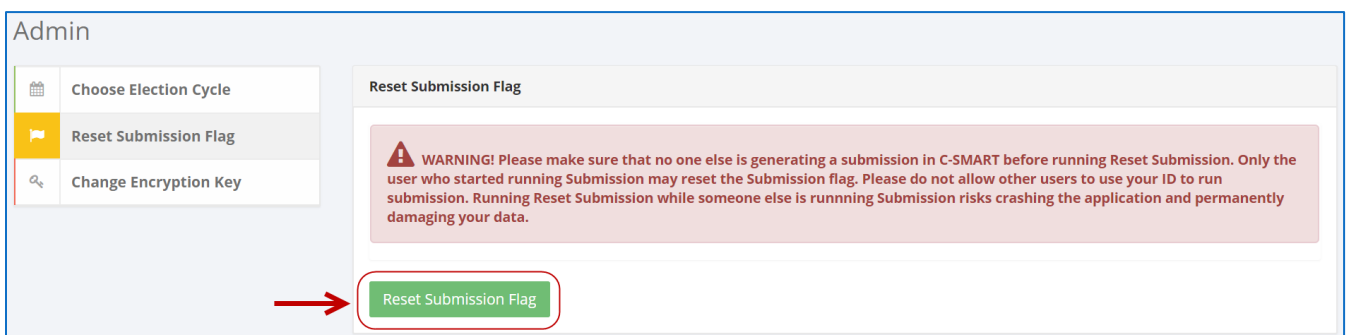 Admin
Choose Election Cycle
Reset Submission Flag
Change Encryption Key
Reset Submission Flag
WARNING! Please make sure that no one else is generating a submission in C-SMART before running Reset Submission. Only the
user who started running Submission may reset the Submission flag. Please do not allow other users to use your ID to run
submission. Running Reset Submission while someone else is runnning Submission risks crashing the application and permanently
damaging your data.
Reset Submission Flag